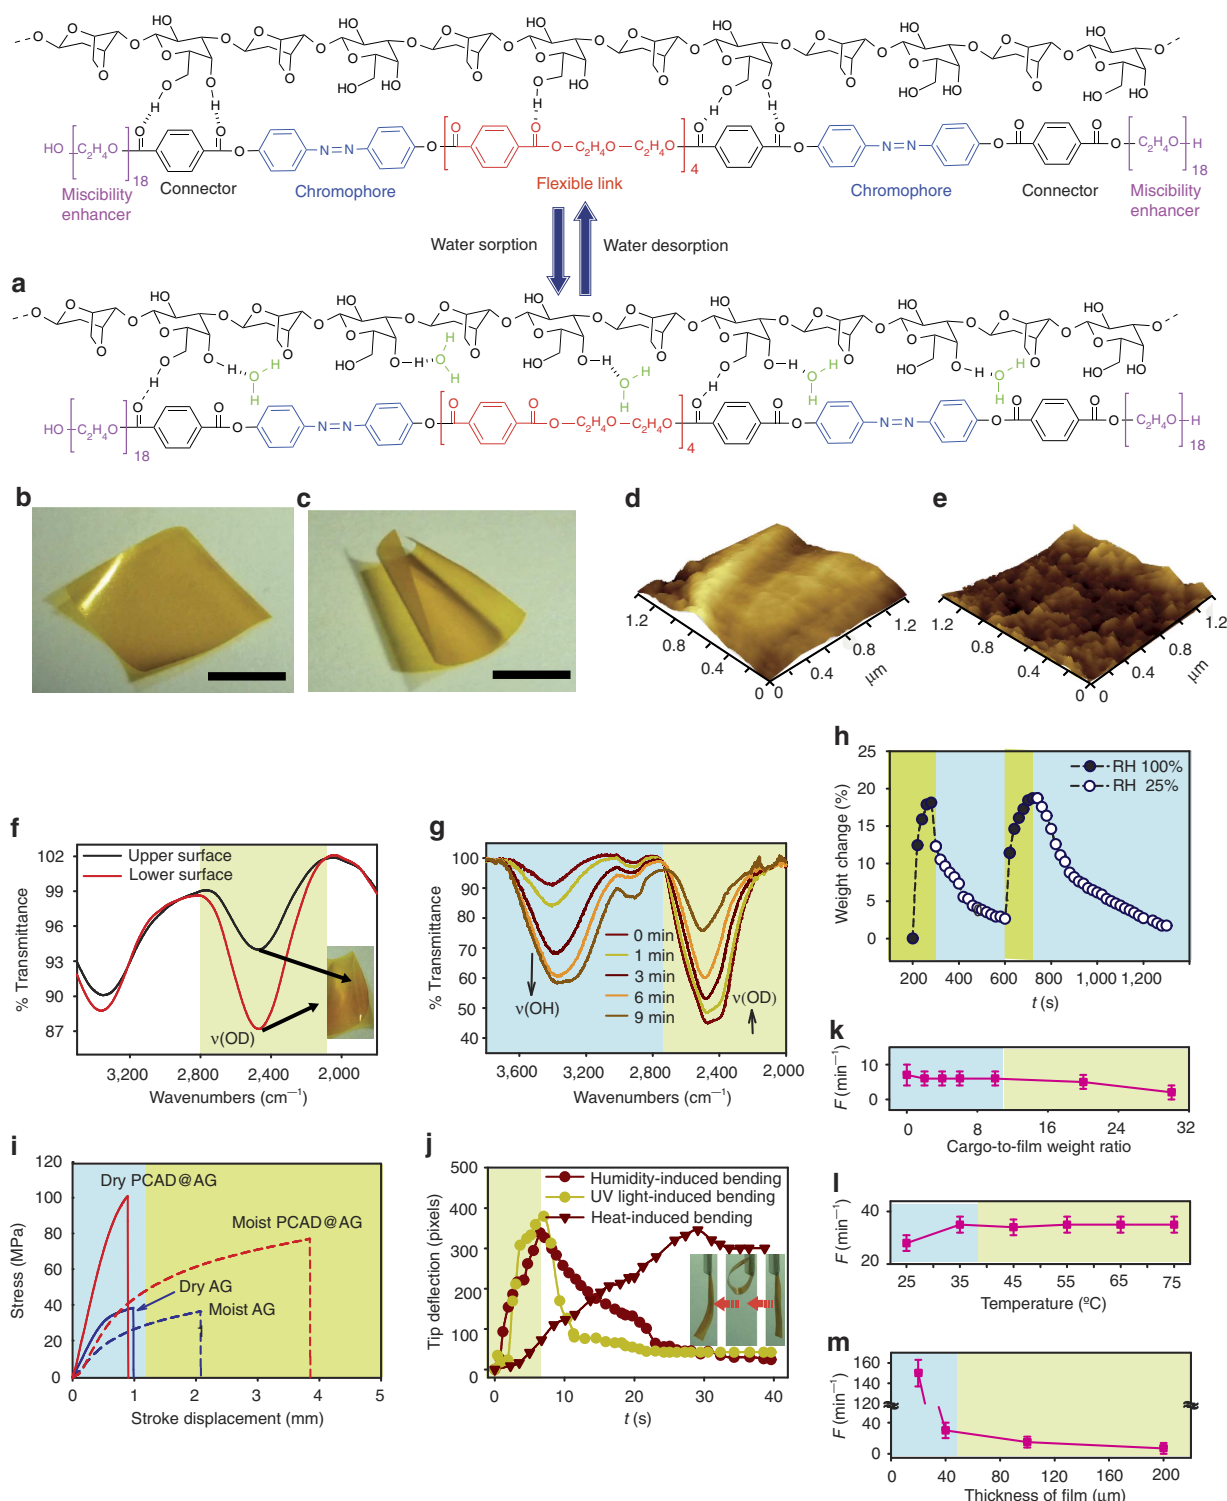 HO HO HO HO HO HO
O O O O O O O O O O O O
HO OH HO OH HO HO
H H H H H
HO C₂H₄O 18 O O O N=N O O O O C₂H₄O C₂H₄O 4 O O O N=N O O O O C₂H₄O H 18
Miscibility enhancer
Connector
Chromophore
Flexible link
Chromophore
Connector
Miscibility enhancer
Water sorption
Water desorption
a
HO HO HO HO HO HO
HO C₂H₄O 18 O O O N=N O O O O C₂H₄O C₂H₄O 4 O O O N=N O O O O C₂H₄O H 18
b
c
d
1.2 0.8 0.4 0 0 0.4 0.8 1.2
μm
e
1.2 0.8 0.4 0 0 0.4 0.8 1.2
μm
f
% Transmittance
102
99
96
93
90
87
Upper surface
Lower surface
ν(OD)
3,200 2,800 2,400 2,000
Wavenumbers (cm⁻¹)
g
% Transmittance
100
90
80
70
60
50
40
0 min
1 min
3 min
6 min
9 min
ν(OH)
ν(OD)
3,600 3,200 2,800 2,400 2,000
Wavenumbers (cm⁻¹)
h
Weight change (%)
25
20
15
10
5
0
RH 100%
RH 25%
200 400 600 800 1,000 1,200
t (s)
i
Stress (MPa)
120
100
80
60
40
20
0
Dry PCAD@AG
Moist PCAD@AG
Dry AG
Moist AG
0 1 2 3 4 5
Stroke displacement (mm)
j
Tip deflection (pixels)
500
400
300
200
100
0
Humidity-induced bending
UV light-induced bending
Heat-induced bending
0 10 20 30 40
t (s)
k
F (min⁻¹)
10
0
0 8 16 24 32
Cargo-to-film weight ratio
l
F (min⁻¹)
40
20
25 35 45 55 65 75
Temperature (ºC)
m
F (min⁻¹)
160
140
120
40
0
0 40 80 120 160 200
Thickness of film (μm)